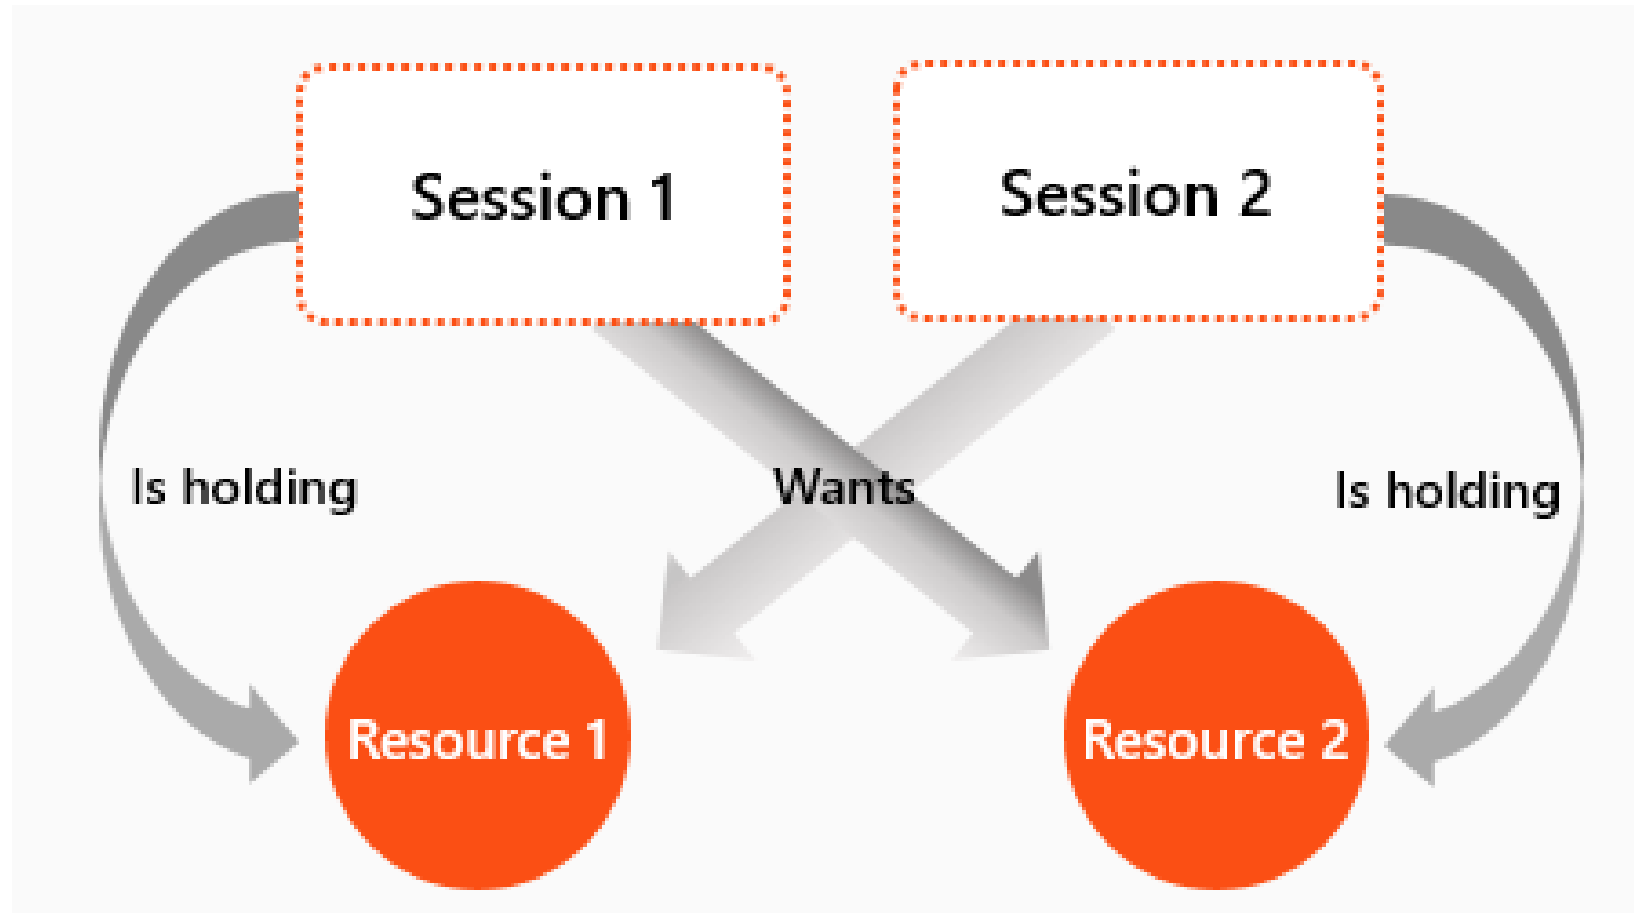 Session 1
Session 2
Is holding
Wants
Is holding
Resource 1
Resource 2